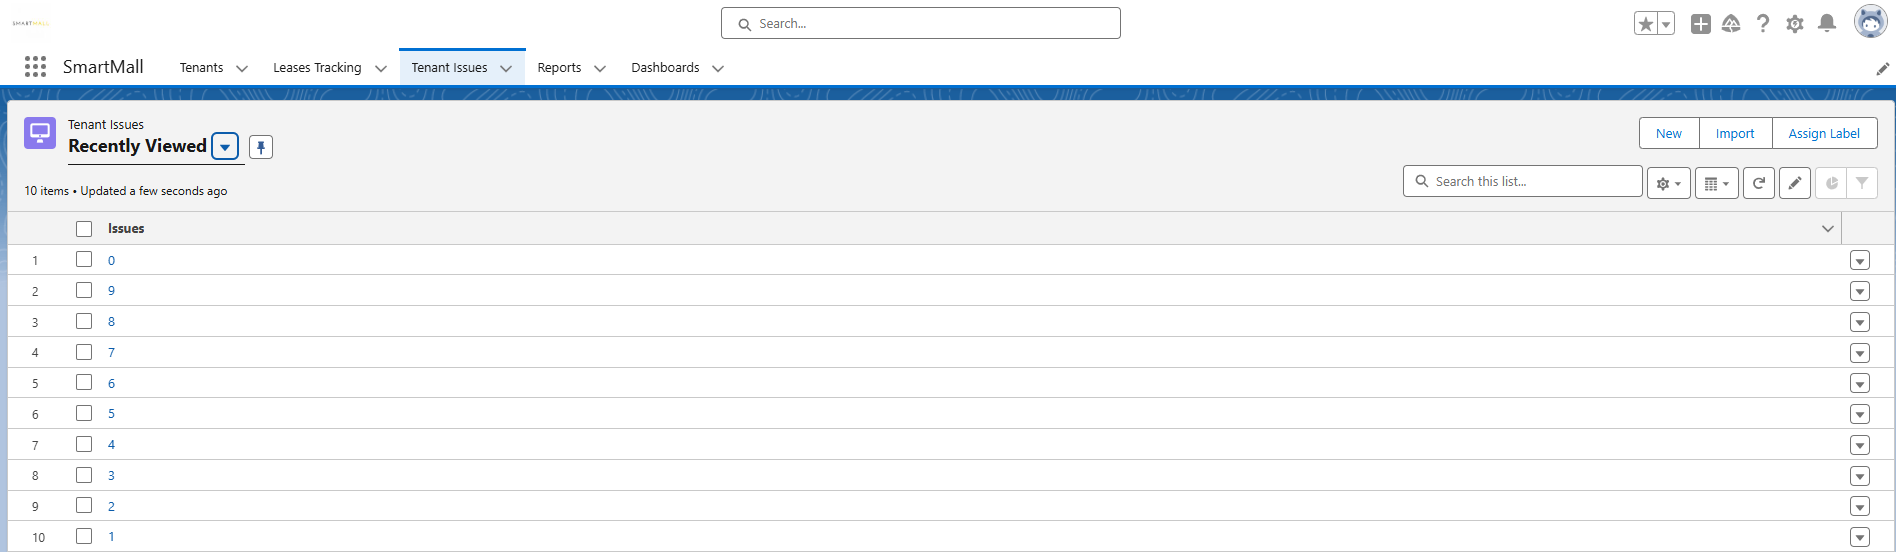 SMARTMALL
Search...
SmartMall Tenants Leases Tracking Tenant Issues Reports Dashboards
Tenant Issues
Recently Viewed
New Import Assign Label
10 items • Updated a few seconds ago
Search this list...
Issues
1 0
2 9
3 8
4 7
5 6
6 5
7 4
8 3
9 2
10 1